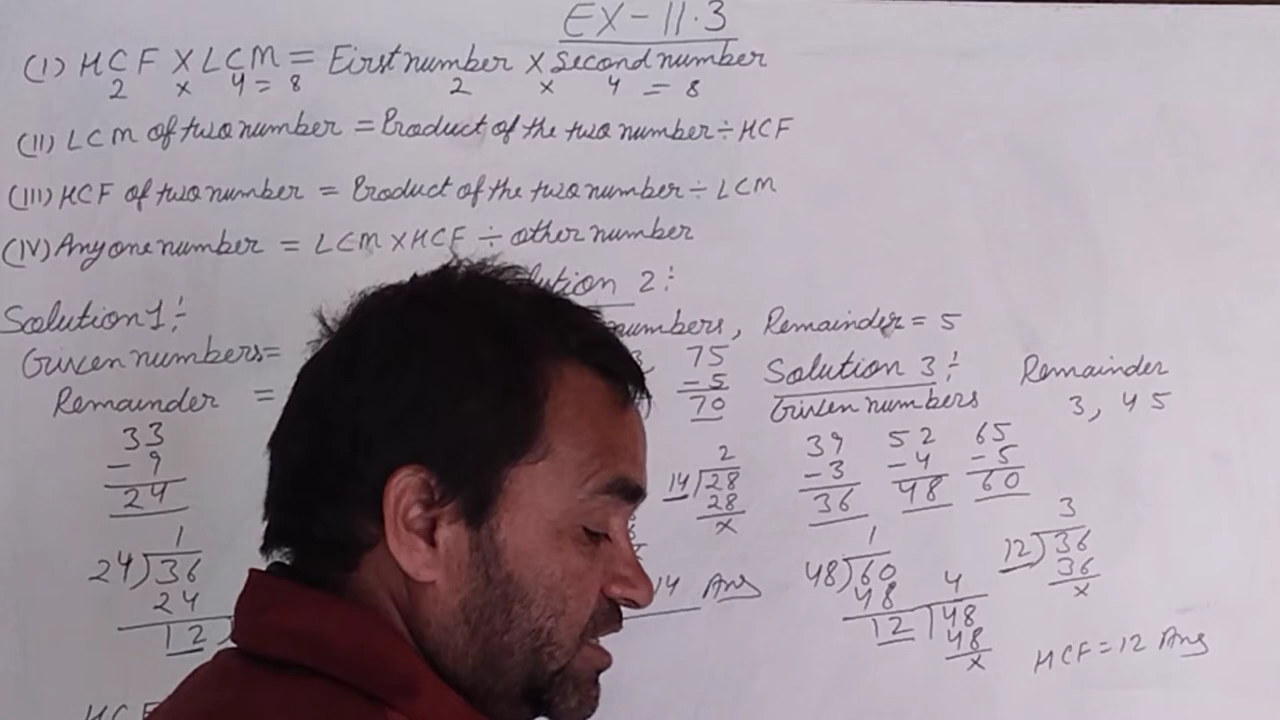 EX-11.3
(I) HCF X LCM = First number x Second number
2 x 4 = 8 2 x 4 = 8
(II) LCM of two number = Product of the two number ÷ HCF
(III) HCF of two number = Product of the two number ÷ LCM
(IV) Any one number = LCM X HCF ÷ other number
Solution 1:
Given numbers =
Remainder =
33
-9
24
1
24)36
24
12
HCF
lution 2:
numbers, Remainder = 5
75
-5
70
2
14)28
28
x
14 Ans
Solution 3: Remainder
Given numbers 3, 4 5
39 52 65
-3 -4 -5
36 48 60
1
48)60
48 4
12)48
48
x
3
12)36
36
x
HCF = 12 Ans